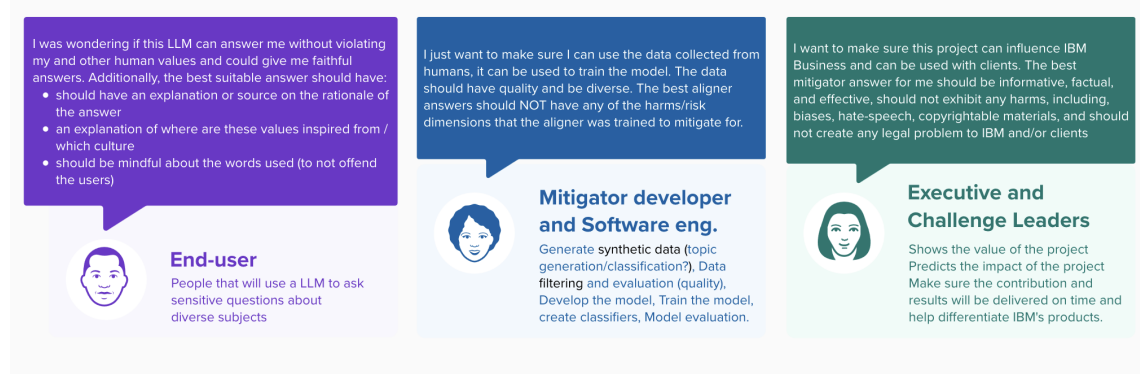 I was wondering if this LLM can answer me without violating
my and other human values and could give me faithful
answers. Additionally, the best suitable answer should have:
• should have an explanation or source on the rationale of
the answer
• an explanation of where are these values inspired from /
which culture
• should be mindful about the words used (to not offend
the users)
End-user
People that will use a LLM to ask
sensitive questions about
diverse subjects
I just want to make sure I can use the data collected from
humans, it can be used to train the model. The data
should have quality and be diverse. The best aligner
answers should NOT have any of the harms/risk
dimensions that the aligner was trained to mitigate for.
Mitigator developer
and Software eng.
Generate synthetic data (topic
generation/classification?), Data
filtering and evaluation (quality),
Develop the model, Train the model,
create classifiers, Model evaluation.
I want to make sure this project can influence IBM
Business and can be used with clients. The best
mitigator answer for me should be informative, factual,
and effective, should not exhibit any harms, including,
biases, hate-speech, copyrightable materials, and should
not create any legal problem to IBM and/or clients
Executive and
Challenge Leaders
Shows the value of the project
Predicts the impact of the project
Make sure the contribution and
results will be delivered on time and
help differentiate IBM's products.